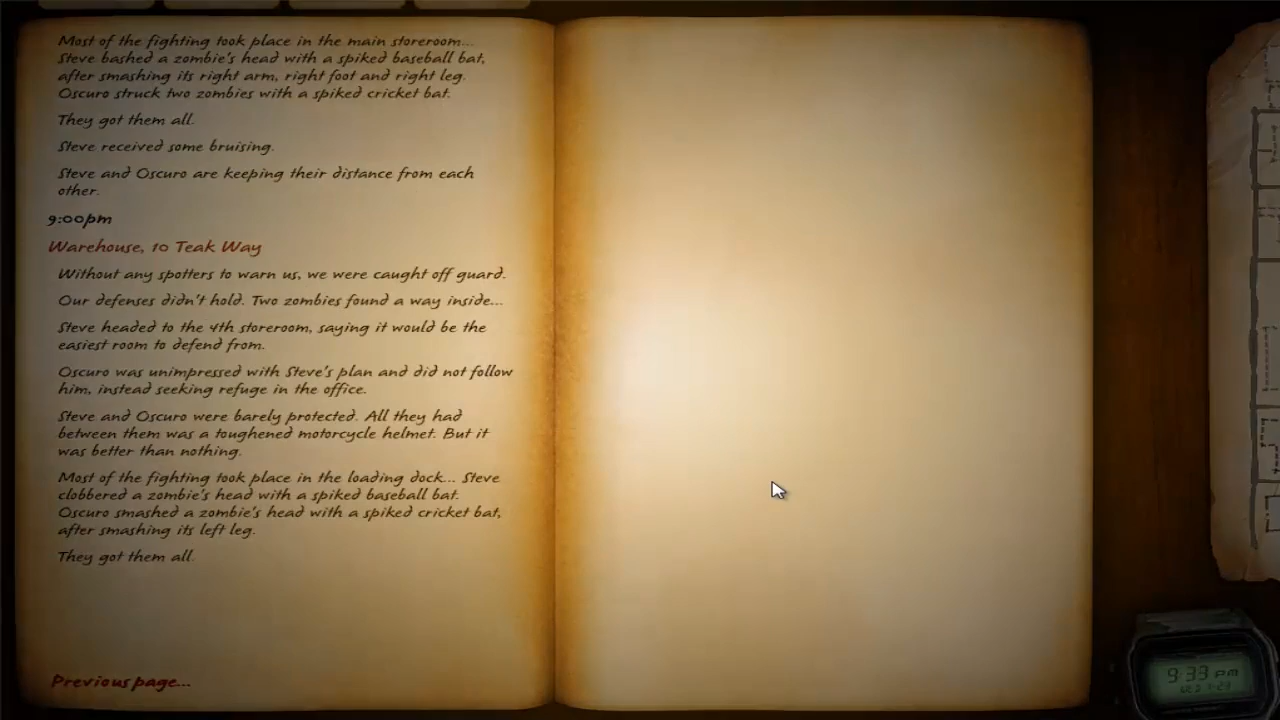 Most of the fighting took place in the main storeroom...
Steve bashed a zombie's head with a spiked baseball bat,
after smashing its right arm, right foot and right leg.
Oscuro struck two zombies with a spiked cricket bat.
They got them all.
Steve received some bruising.
Steve and Oscuro are keeping their distance from each
other.
9:00pm
Warehouse, 10 Teak Way
Without any spotters to warn us, we were caught off guard.
Our defenses didn't hold. Two zombies found a way inside...
Steve headed to the 4th storeroom, saying it would be the
easiest room to defend from.
Oscuro was unimpressed with Steve's plan and did not follow
him, instead seeking refuge in the office.
Steve and Oscuro were barely protected. All they had
between them was a toughened motorcycle helmet. But it
was better than nothing.
Most of the fighting took place in the loading dock... Steve
clobbered a zombie's head with a spiked baseball bat.
Oscuro smashed a zombie's head with a spiked cricket bat,
after smashing its left leg.
They got them all.
Previous page...
9:33 pm